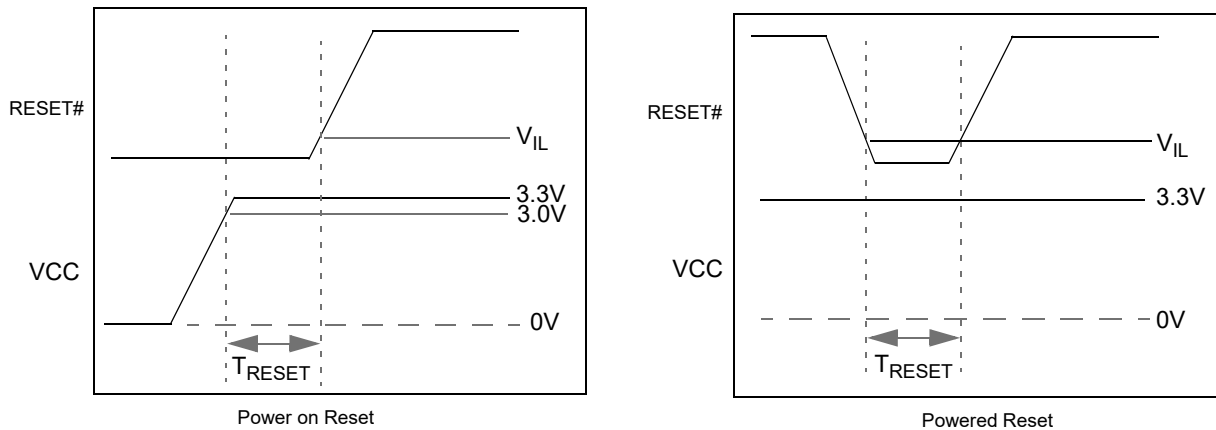 RESET#
V_IL
3.3V
3.0V
VCC
0V
T_RESET
Power on Reset
RESET#
V_IL
3.3V
VCC
0V
T_RESET
Powered Reset